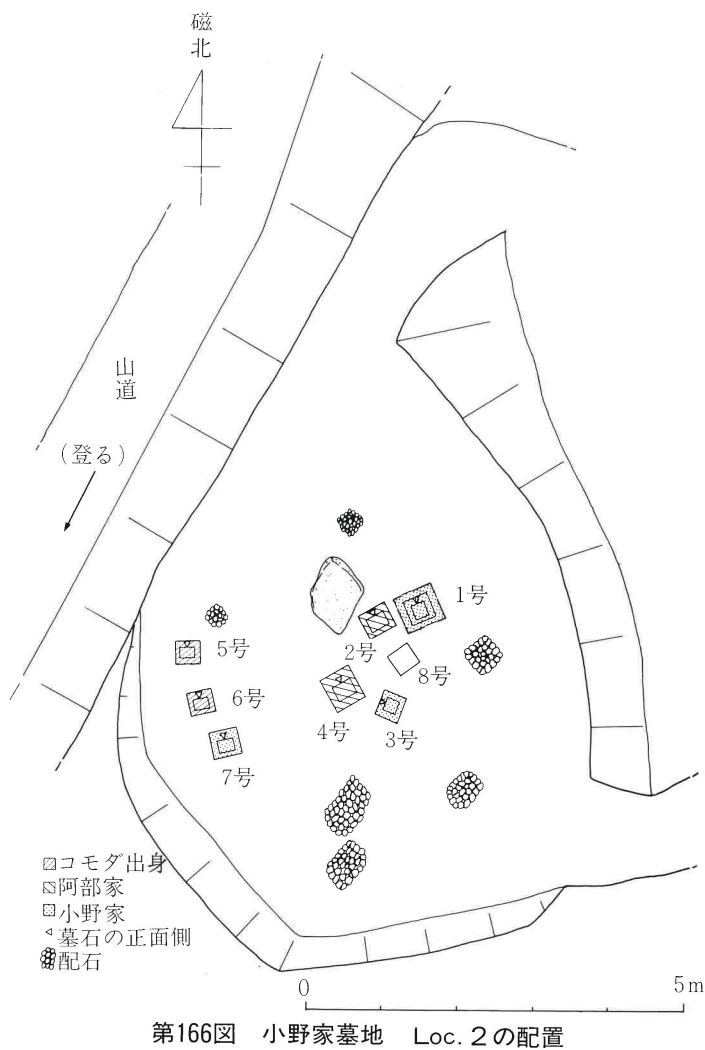 磁北
山道
(登る)
1号
2号
8号
5号
6号
4号
3号
7号
コモダ出身
阿部家
小野家
墓石の正面側
配石
0
5m
第166図 小野家墓地 Loc.2の配置